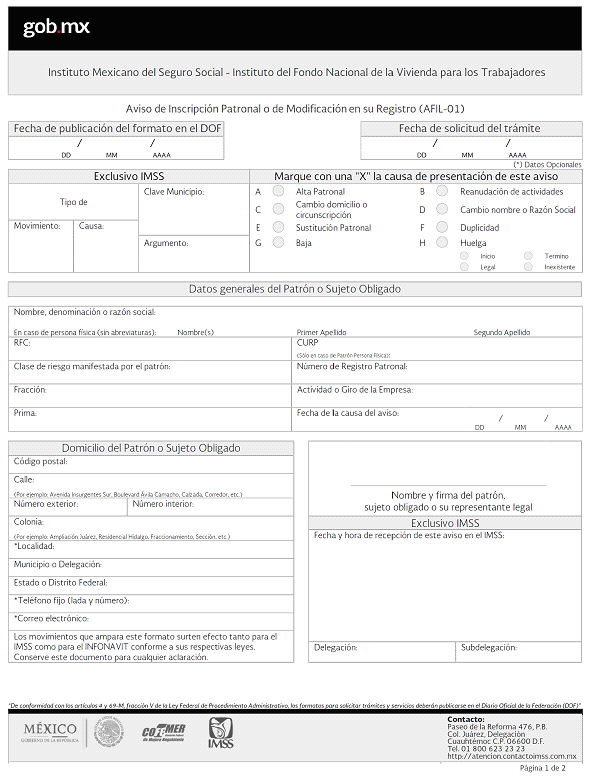 gob.mx
Instituto Mexicano del Seguro Social - Instituto del Fondo Nacional de la Vivienda para los Trabajadores
Aviso de Inscripción Patronal o de Modificación en su Registro (AFIL-01)
Fecha de publicación del formato en el DOF
/ /
DD MM AAAA
Fecha de solicitud del trámite
/ /
DD MM AAAA
(*) Datos Opcionales
Exclusivo IMSS
Tipo de
Clave Municipio:
Movimiento: Causa:
Argumento:
Marque con una "X" la causa de presentación de este aviso
A Alta Patronal B Reanudación de actividades
C Cambio domicilio o
circunscripción D Cambio nombre o Razón Social
E Sustitución Patronal F Duplicidad
G Baja H Huelga
Inicio Termino
Legal Inexistente
Datos generales del Patrón o Sujeto Obligado
Nombre, denominación o razón social:
En caso de persona física (sin abreviaturas): Nombre(s) Primer Apellido Segundo Apellido
RFC: CURP
(Sólo en caso de Patrón Persona Física):
Clase de riesgo manifestada por el patrón: Número de Registro Patronal:
Fracción: Actividad o Giro de la Empresa:
Prima: Fecha de la causa del aviso: / /
DD MM AAAA
Domicilio del Patrón o Sujeto Obligado
Código postal:
Calle:
(Por ejemplo: Avenida Insurgentes Sur, Boulevard Ávila Camacho, Calzada, Corredor, etc.)
Número exterior: Número interior:
Colonia:
(Por ejemplo: Ampliación Juárez, Residencial Hidalgo, Fraccionamiento, Sección, etc.)
*Localidad:
Municipio o Delegación:
Estado o Distrito Federal:
*Teléfono fijo (lada y número):
*Correo electrónico:
Los movimientos que ampara este formato surten efecto tanto para el
IMSS como para el INFONAVIT conforme a sus respectivas leyes.
Conserve este documento para cualquier aclaración.
Nombre y firma del patrón,
sujeto obligado o su representante legal
Exclusivo IMSS
Fecha y hora de recepción de este aviso en el IMSS:
Delegación: Subdelegación:
"De conformidad con los artículos 4 y 69-M, fracción V de la Ley Federal de Procedimiento Administrativo, los formatos para solicitar trámites y servicios deberán publicarse en el Diario Oficial de la Federación (DOF)"
MÉXICO
GOBIERNO DE LA REPÚBLICA
COFEMER
Comisión Federal
de Mejora Regulatoria
IMSS
Contacto:
Paseo de la Reforma 476, P.B.
Col. Juárez, Delegación
Cuauhtémoc C.P. 06600 D.F.
Tel. 01 800 623 23 23
http://atencion.contactoimss.com.mx
Página 1 de 2